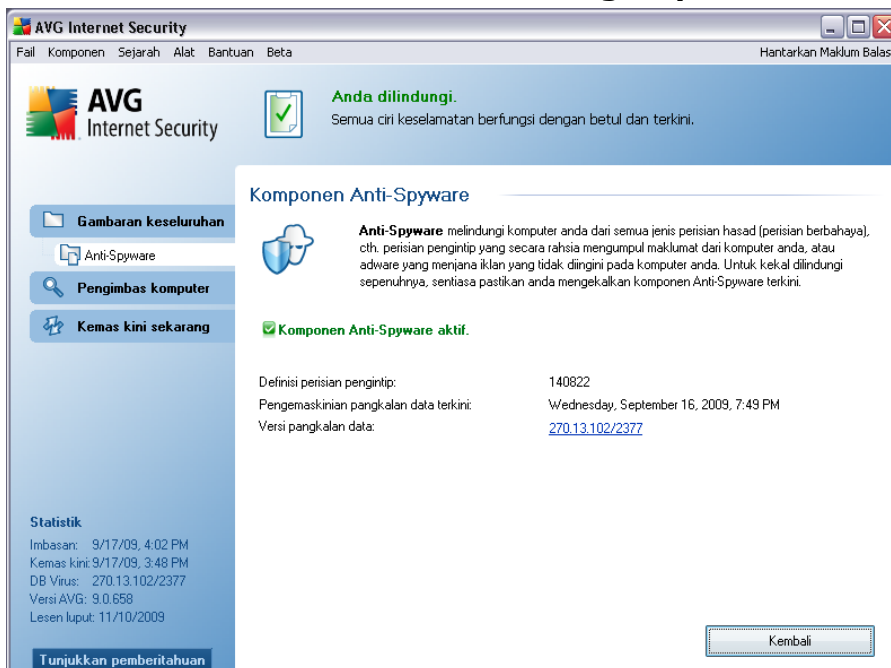 AVG Internet Security
Fail Komponen Sejarah Alat Bantuan Beta Hantarkan Maklum Balas
AVG
Internet Security
Anda dilindungi.
Semua ciri keselamatan berfungsi dengan betul dan terkini.
Gambaran keseluruhan
Anti-Spyware
Pengimbas komputer
Kemas kini sekarang
Komponen Anti-Spyware
Anti-Spyware melindungi komputer anda dari semua jenis perisian hasad (perisian berbahaya),
cth. perisian pengintip yang secara rahsia mengumpul maklumat dari komputer anda, atau
adware yang menjana iklan yang tidak diingini pada komputer anda. Untuk kekal dilindungi
sepenuhnya, sentiasa pastikan anda mengekalkan komponen Anti-Spyware terkini.
Komponen Anti-Spyware aktif.
Definisi perisian pengintip: 140822
Pengemaskinian pangkalan data terkini: Wednesday, September 16, 2009, 7:49 PM
Versi pangkalan data: 270.13.102/2377
Statistik
Imbasan: 9/17/09, 4:02 PM
Kemas kini: 9/17/09, 3:48 PM
DB Virus: 270.13.102/2377
Versi AVG: 9.0.658
Lesen luput: 11/10/2009
Tunjukkan pemberitahuan
Kembali